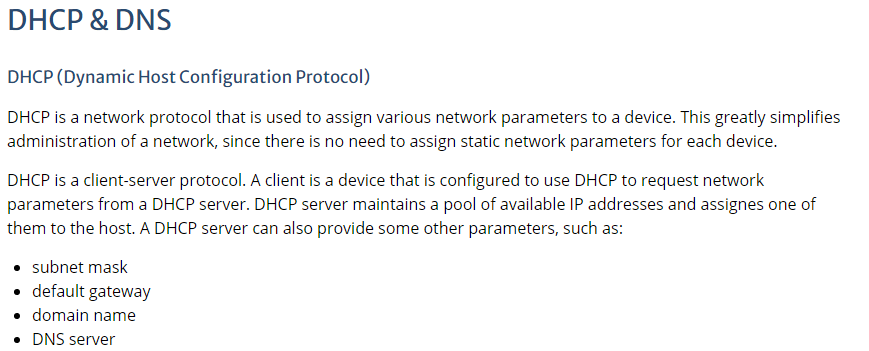 DHCP & DNS
DHCP (Dynamic Host Configuration Protocol)
DHCP is a network protocol that is used to assign various network parameters to a device. This greatly simplifies
administration of a network, since there is no need to assign static network parameters for each device.
DHCP is a client-server protocol. A client is a device that is configured to use DHCP to request network
parameters from a DHCP server. DHCP server maintains a pool of available IP addresses and assignes one of
them to the host. A DHCP server can also provide some other parameters, such as:
• subnet mask
• default gateway
• domain name
• DNS server